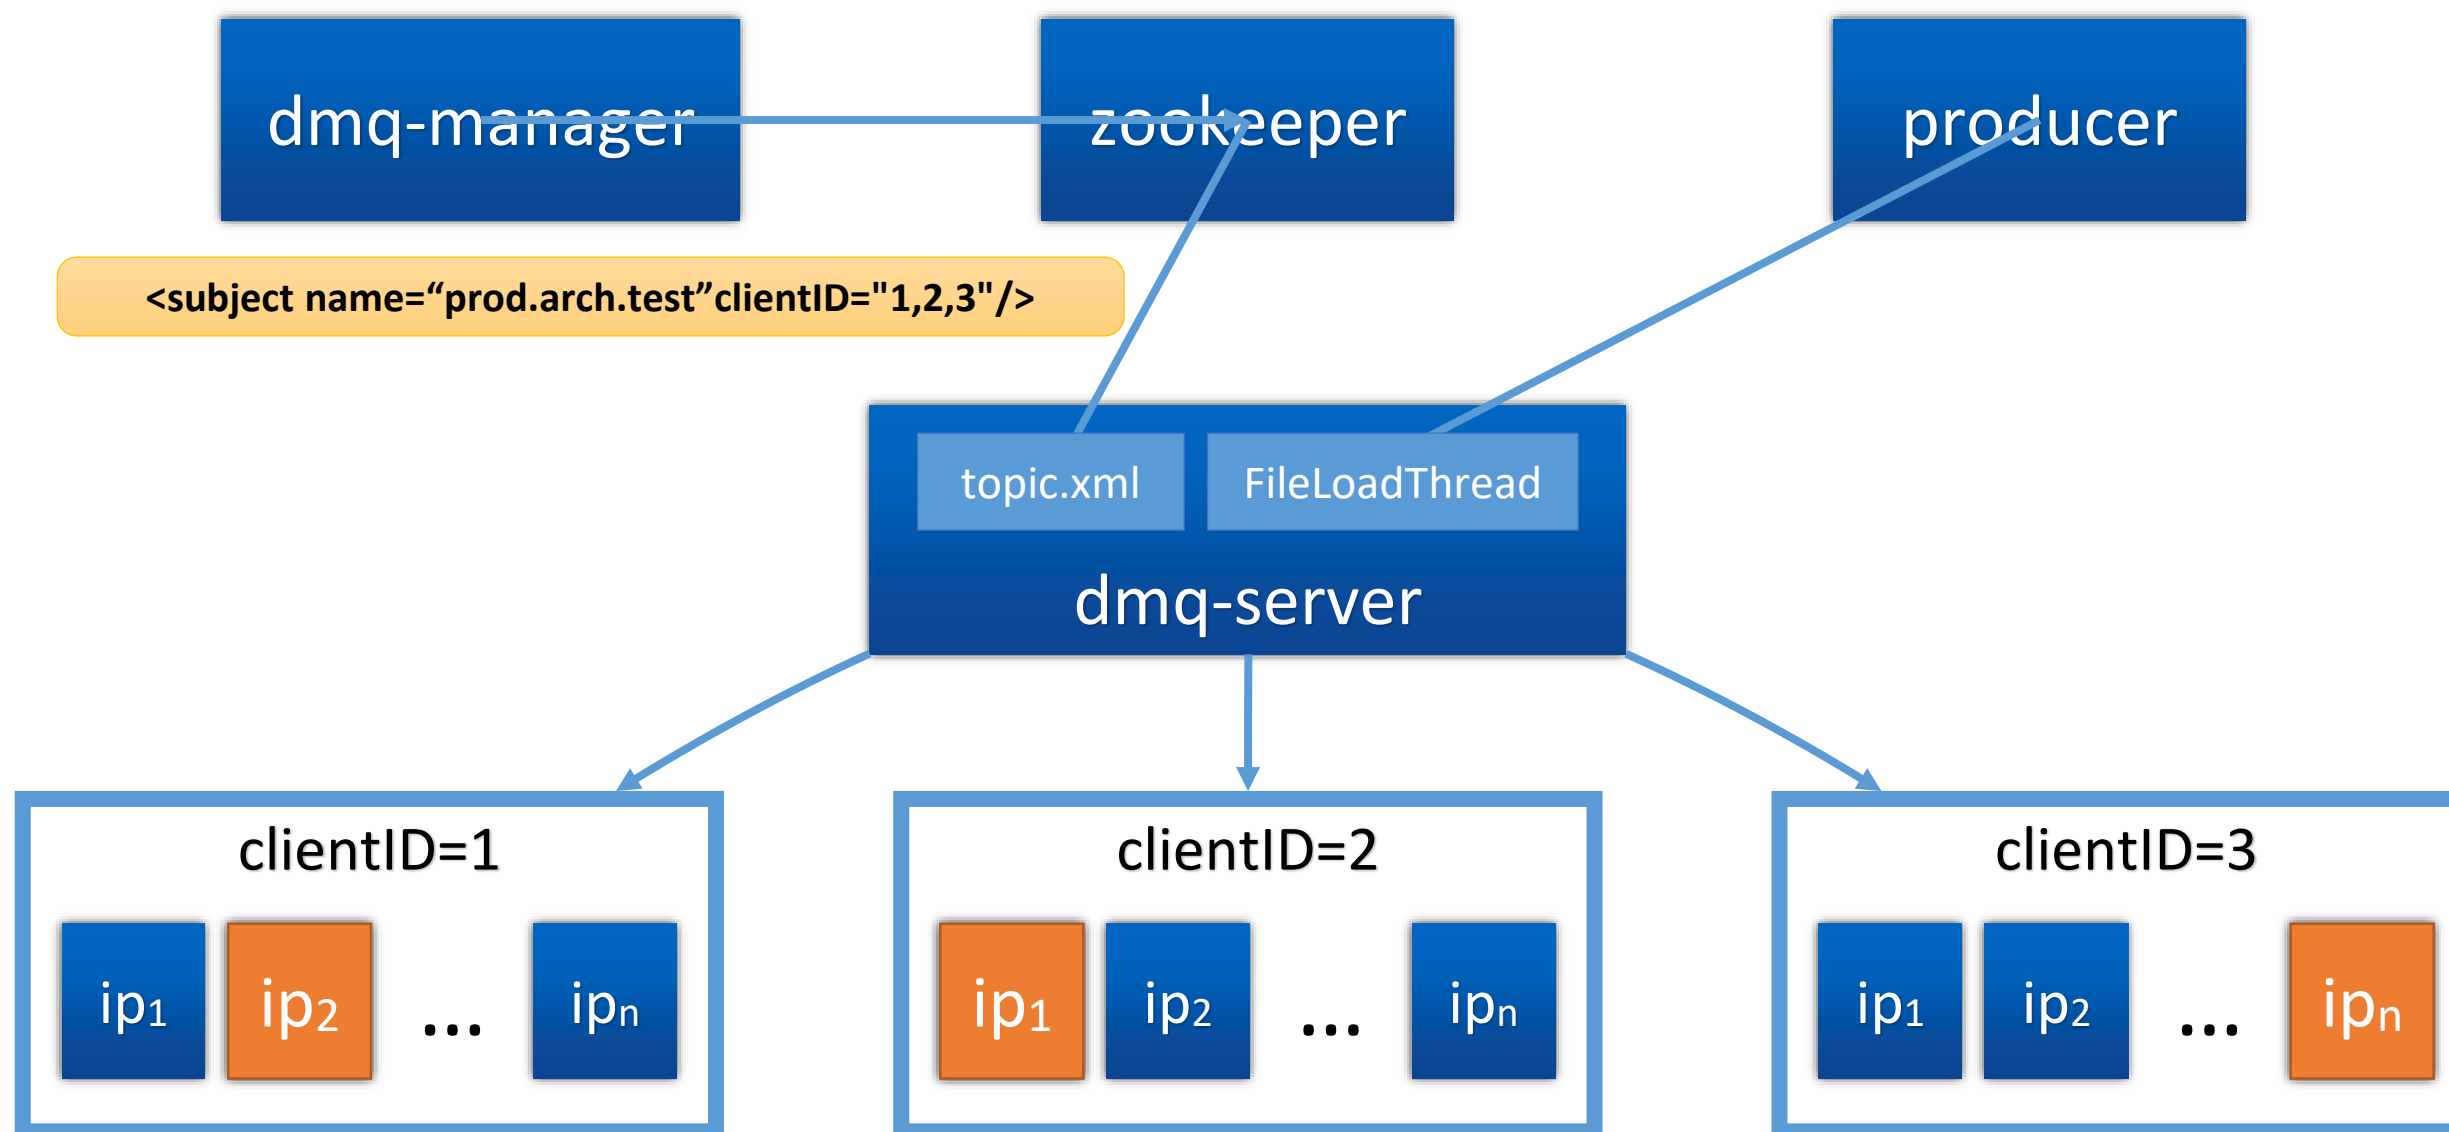 dmq-manager
zookeeper
producer
<subject name=“prod.arch.test”clientID="1,2,3"/>
topic.xml
FileLoadThread
dmq-server
clientID=1
clientID=2
clientID=3
ip1
ip2
...
ipn
ip1
ip2
...
ipn
ip1
ip2
...
ipn